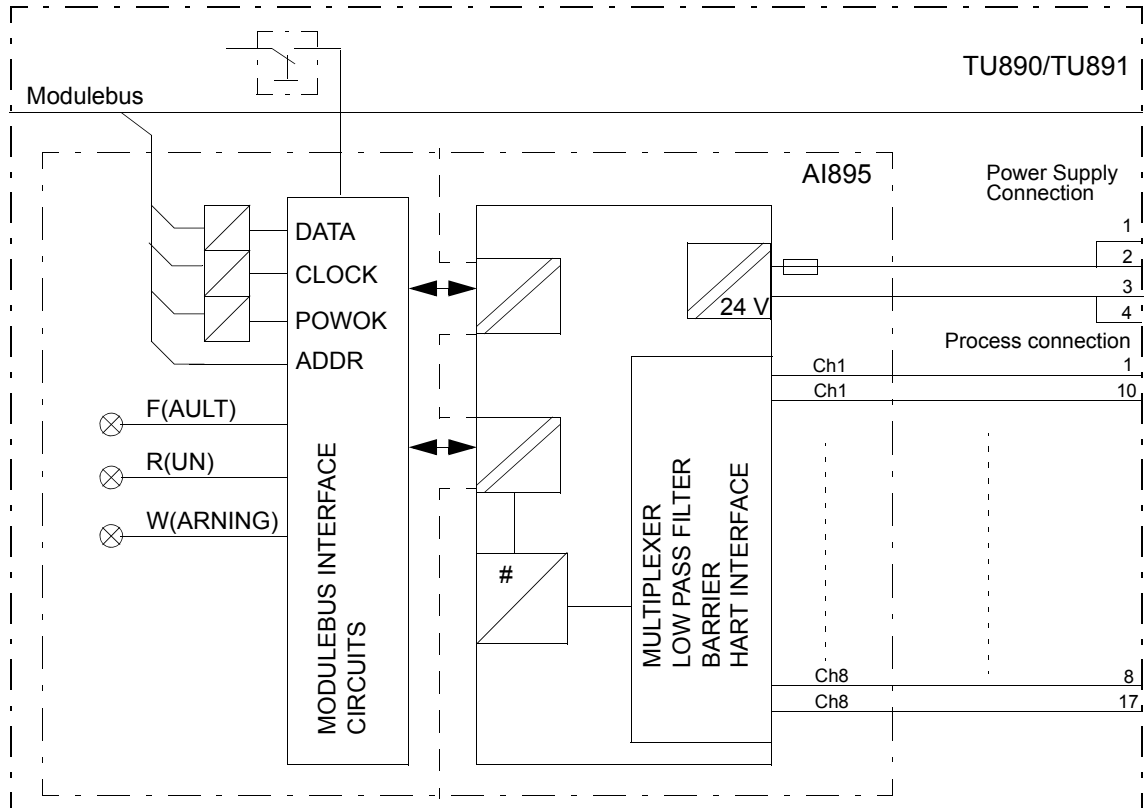 TU890/TU891
Modulebus
AI895
Power Supply
Connection
1
2
3
4
DATA
CLOCK
POWOK
ADDR
24 V
Process connection
Ch1 1
Ch1 10
F(AULT)
R(UN)
W(ARNING)
MODULEBUS INTERFACE
CIRCUITS
#
MULTIPLEXER
LOW PASS FILTER
BARRIER
HART INTERFACE
Ch8 8
Ch8 17